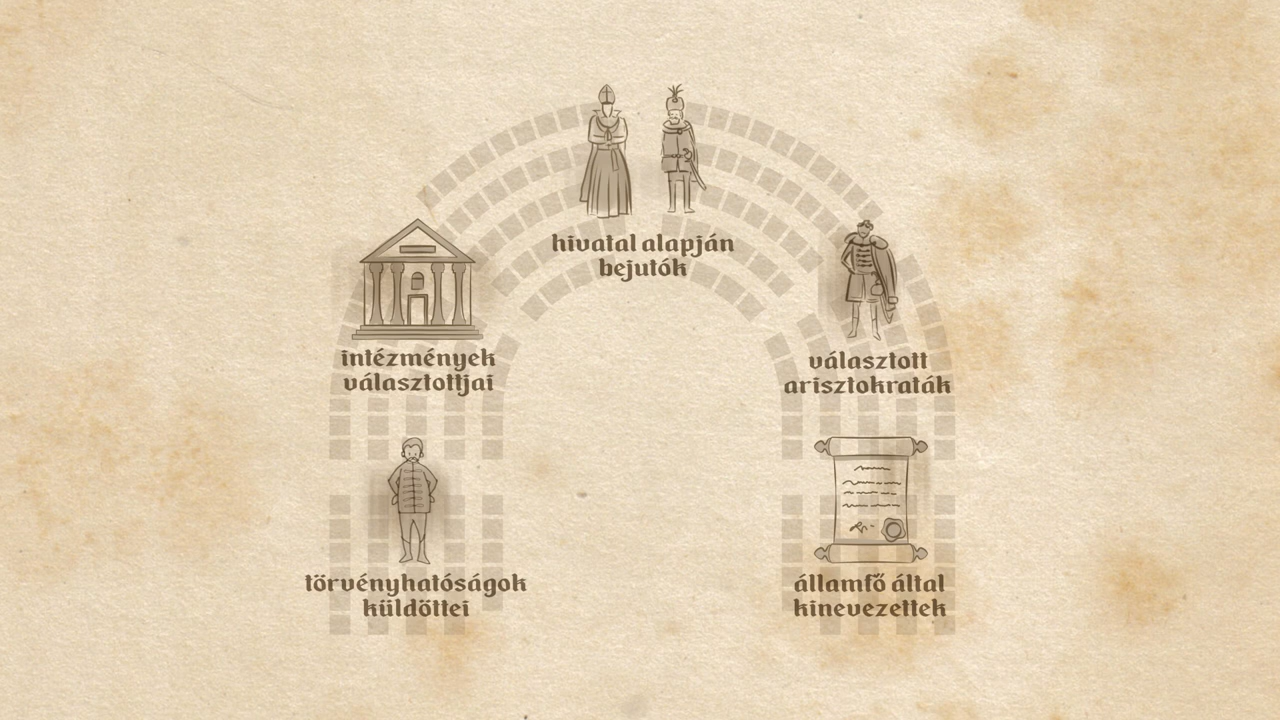 hivatal alapján
bejutók
intézmények
választottjai
választott
arisztokraták
törvényhatóságok
küldöttei
államfő által
kinevezettek